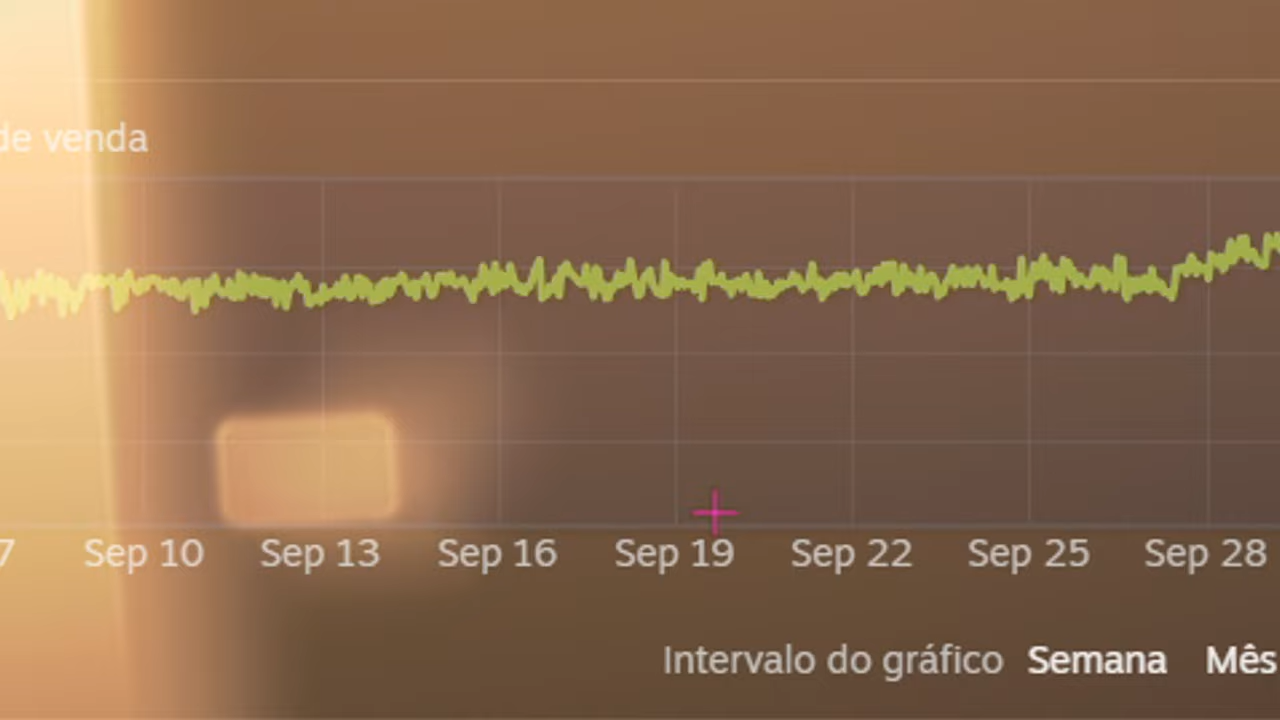 de venda
7 Sep 10 Sep 13 Sep 16 Sep 19 Sep 22 Sep 25 Sep 28
Intervalo do gráfico Semana Mês